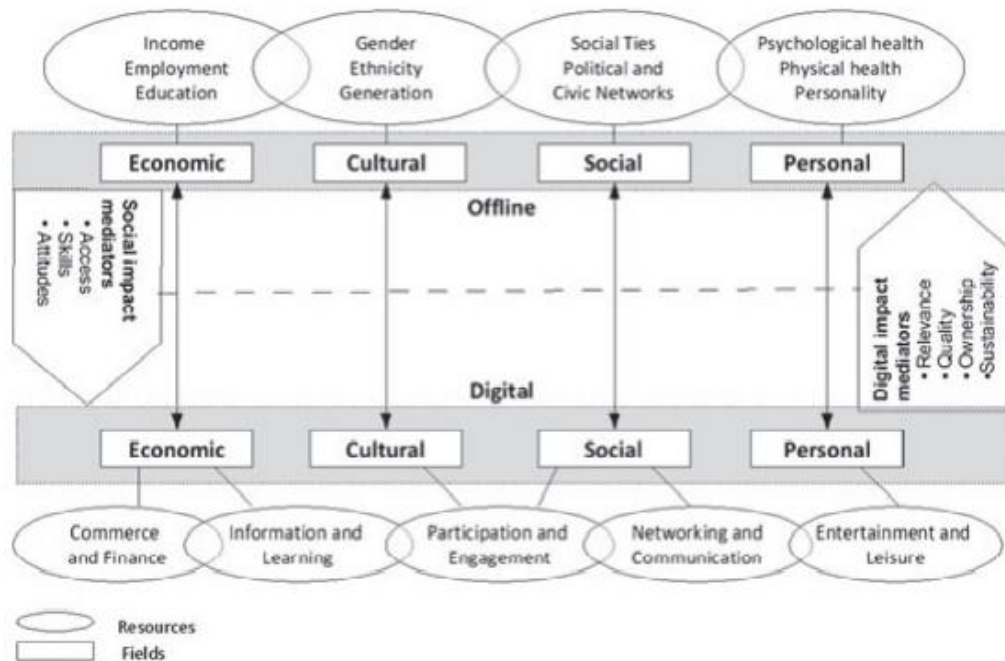 Income
Employment
Education
Gender
Ethnicity
Generation
Social Ties
Political and
Civic Networks
Psychological health
Physical health
Personality
Economic
Cultural
Social
Personal
Offline
Social impact
mediators
• Access
• Skills
• Attitudes
Digital impact
mediators
• Relevance
• Quality
• Ownership
• Sustainability
Digital
Economic
Cultural
Social
Personal
Commerce
and Finance
Information and
Learning
Participation and
Engagement
Networking and
Communication
Entertainment and
Leisure
Resources
Fields